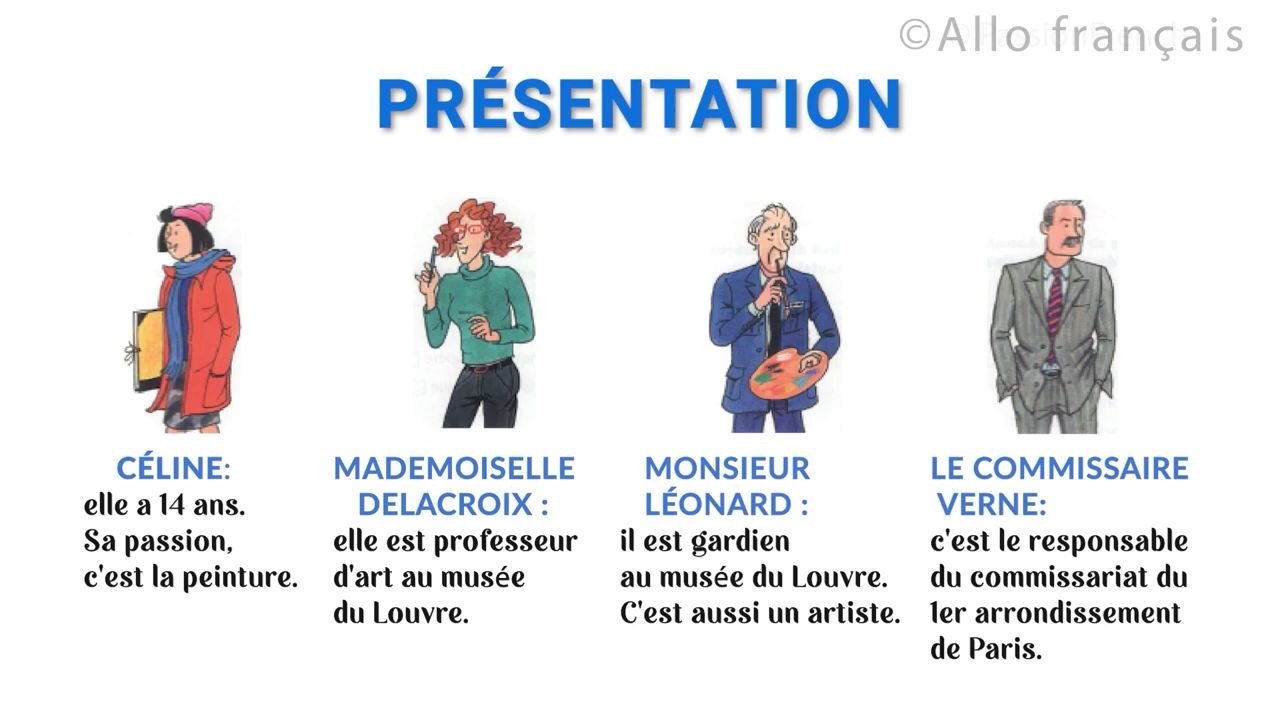 ©Allo français
PRÉSENTATION
CÉLINE:
elle a 14 ans.
Sa passion,
c'est la peinture.
MADEMOISELLE
DELACROIX :
elle est professeur
d'art au musée
du Louvre.
MONSIEUR
LÉONARD :
il est gardien
au musée du Louvre.
C'est aussi un artiste.
LE COMMISSAIRE
VERNE:
c'est le responsable
du commissariat du
1er arrondissement
de Paris.